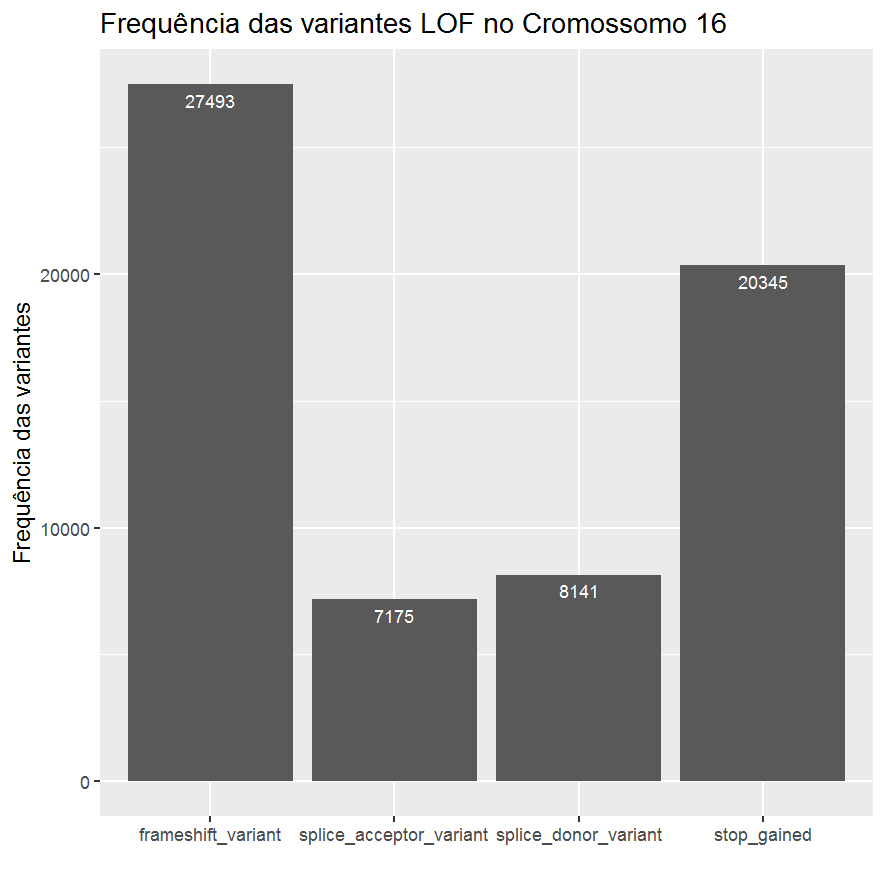 Frequência das variantes LOF no Cromossomo 16
Frequência das variantes
20000
10000
0
27493
7175
8141
20345
frameshift_variant
splice_acceptor_variant
splice_donor_variant
stop_gained